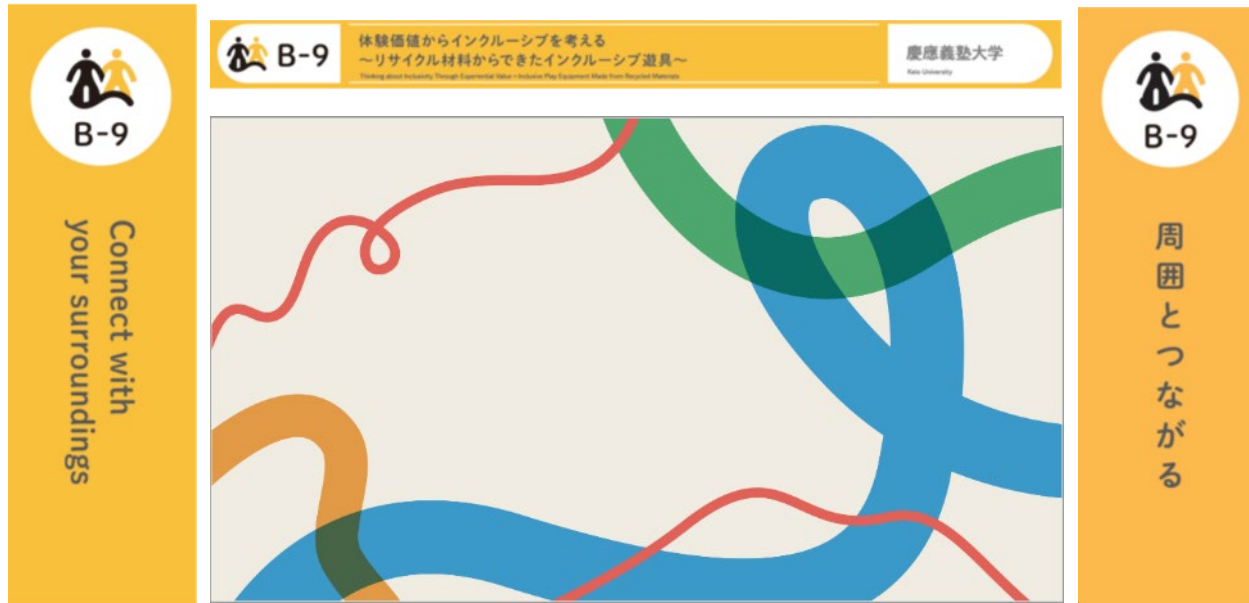 B-9
Connect with
your surroundings
B-9
体験価値からインクルーシブを考える
〜リサイクル材料からできたインクルーシブ遊具〜
Thinking about Inclusivity Through Experiential Value – Inclusive Play Equipment Made from Recycled Materials
慶應義塾大学
Keio University
B-9
周囲とつながる